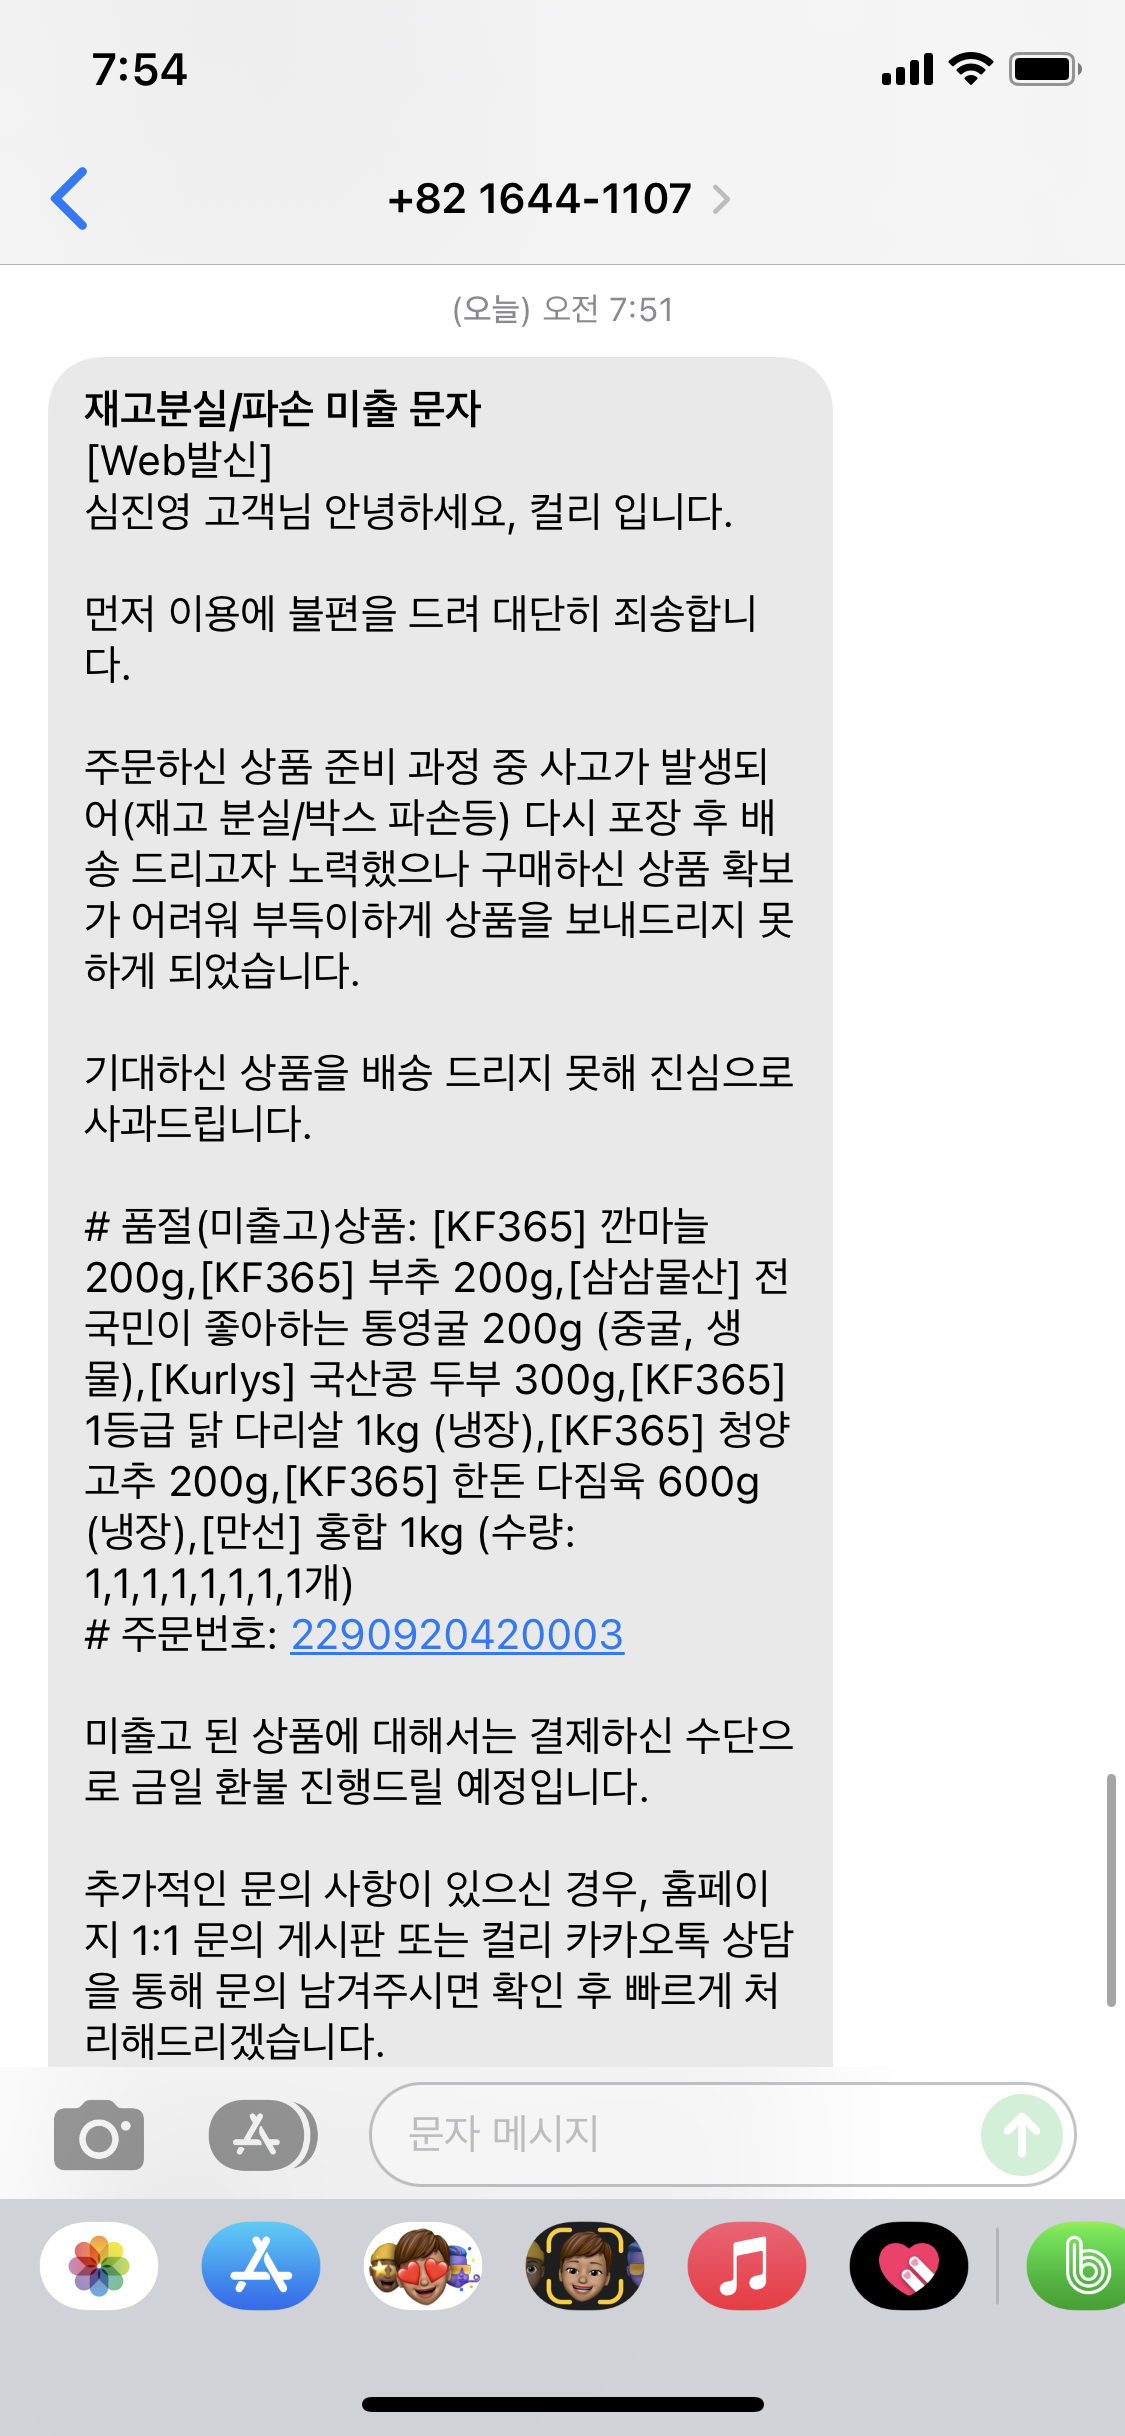 7:54
+82 1644-1107
(오늘) 오전 7:51
재고분실/파손 미출 문자
[Web발신]
심진영 고객님 안녕하세요, 컬리 입니다.
먼저 이용에 불편을 드려 대단히 죄송합니
다.
주문하신 상품 준비 과정 중 사고가 발생되
어(재고 분실/박스 파손등) 다시 포장 후 배
송 드리고자 노력했으나 구매하신 상품 확보
가 어려워 부득이하게 상품을 보내드리지 못
하게 되었습니다.
기대하신 상품을 배송 드리지 못해 진심으로
사과드립니다.
# 품절(미출고)상품: [KF365] 깐마늘
200g,[KF365] 부추 200g,[삼삼물산] 전
국민이 좋아하는 통영굴 200g (중굴, 생
물),[Kurlys] 국산콩 두부 300g,[KF365]
1등급 닭 다리살 1kg (냉장),[KF365] 청양
고추 200g,[KF365] 한돈 다짐육 600g
(냉장),[만선] 홍합 1kg (수량:
1,1,1,1,1,1,1,1개)
# 주문번호: 2290920420003
미출고 된 상품에 대해서는 결제하신 수단으
로 금일 환불 진행드릴 예정입니다.
추가적인 문의 사항이 있으신 경우, 홈페이
지 1:1 문의 게시판 또는 컬리 카카오톡 상담
을 통해 문의 남겨주시면 확인 후 빠르게 처
리해드리겠습니다.
문자 메시지